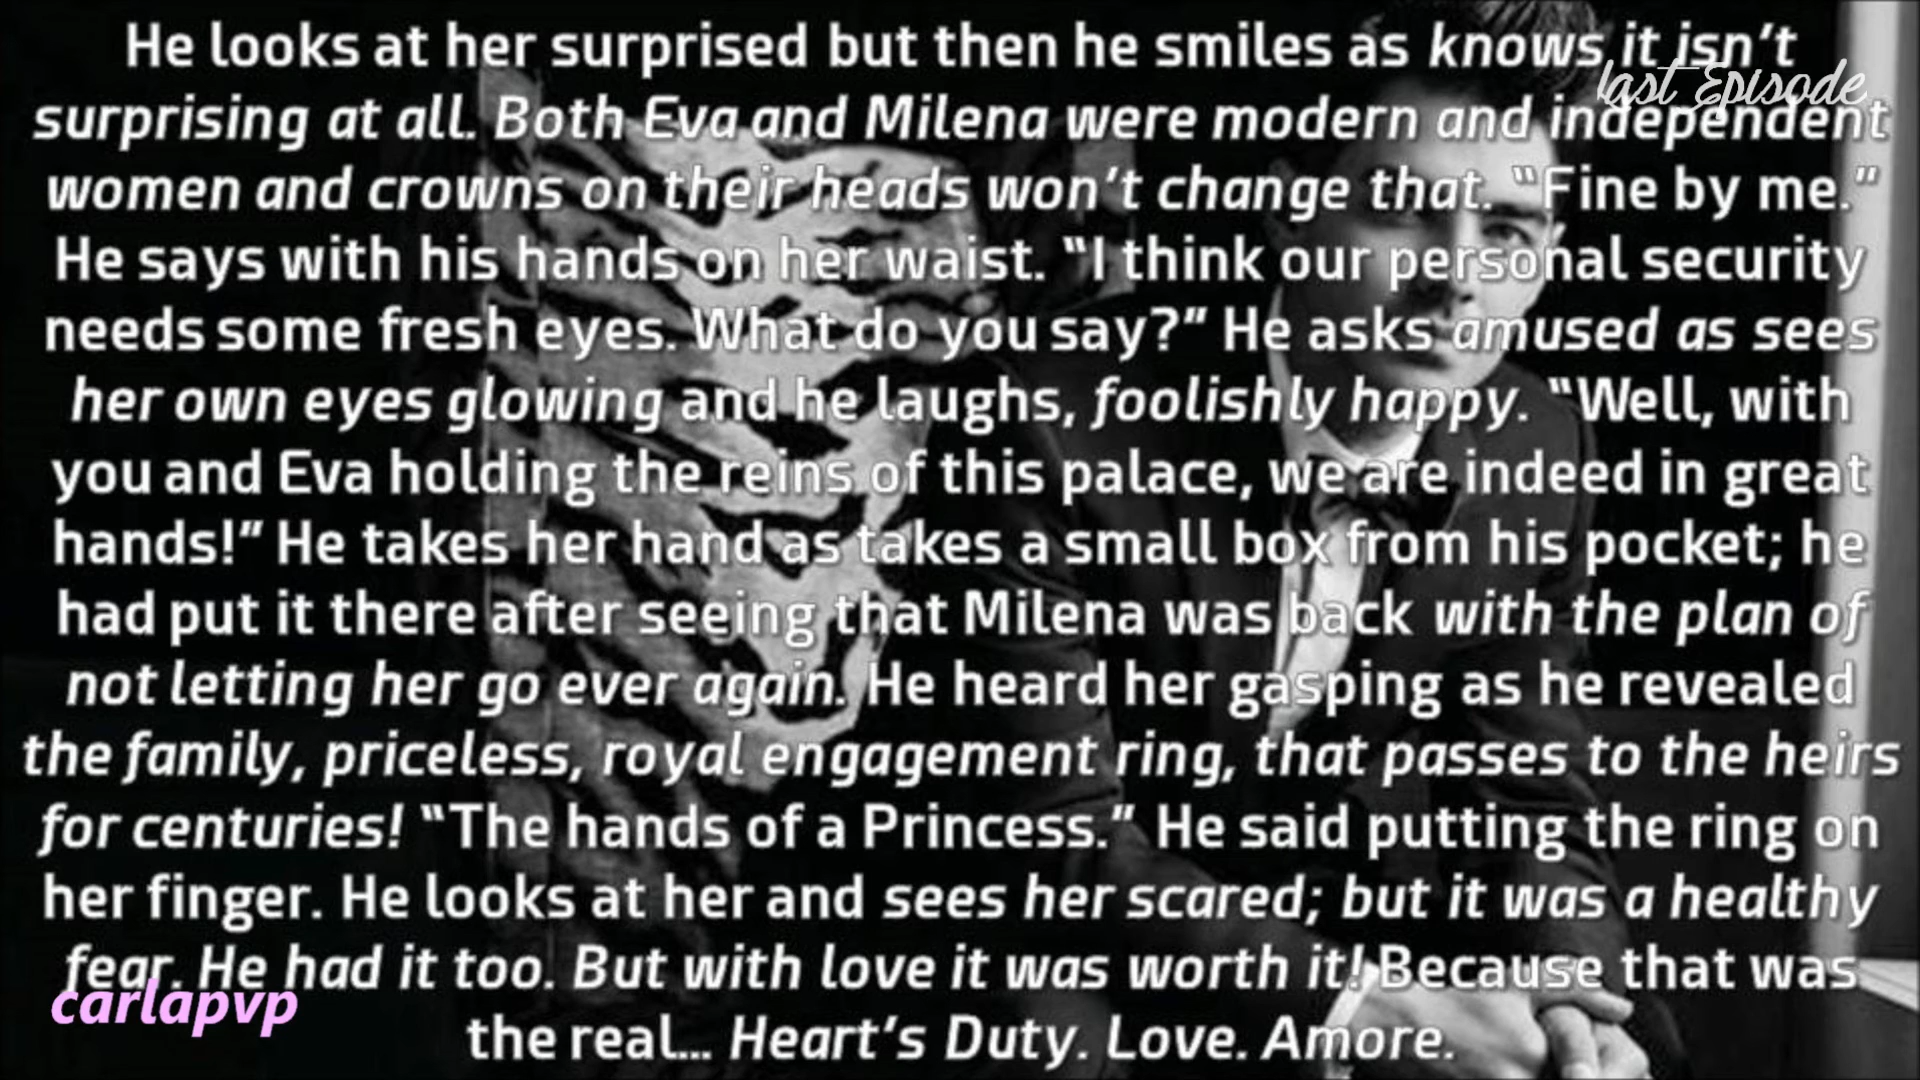 He looks at her surprised but then he smiles as knows it isn't
last Episode
surprising at all. Both Eva and Milena were modern and independent
women and crowns on their heads won't change that. "Fine by me."
He says with his hands on her waist. "I think our personal security
needs some fresh eyes. What do you say?" He asks amused as sees
her own eyes glowing and he laughs, foolishly happy. "Well, with
you and Eva holding the reins of this palace, we are indeed in great
hands!" He takes her hand as takes a small box from his pocket; he
had put it there after seeing that Milena was back with the plan of
not letting her go ever again. He heard her gasping as he revealed
the family, priceless, royal engagement ring, that passes to the heirs
for centuries! "The hands of a Princess." He said putting the ring on
her finger. He looks at her and sees her scared; but it was a healthy
fear. He had it too. But with love it was worth it! Because that was
carlapvp
the real... Heart's Duty. Love. Amore.